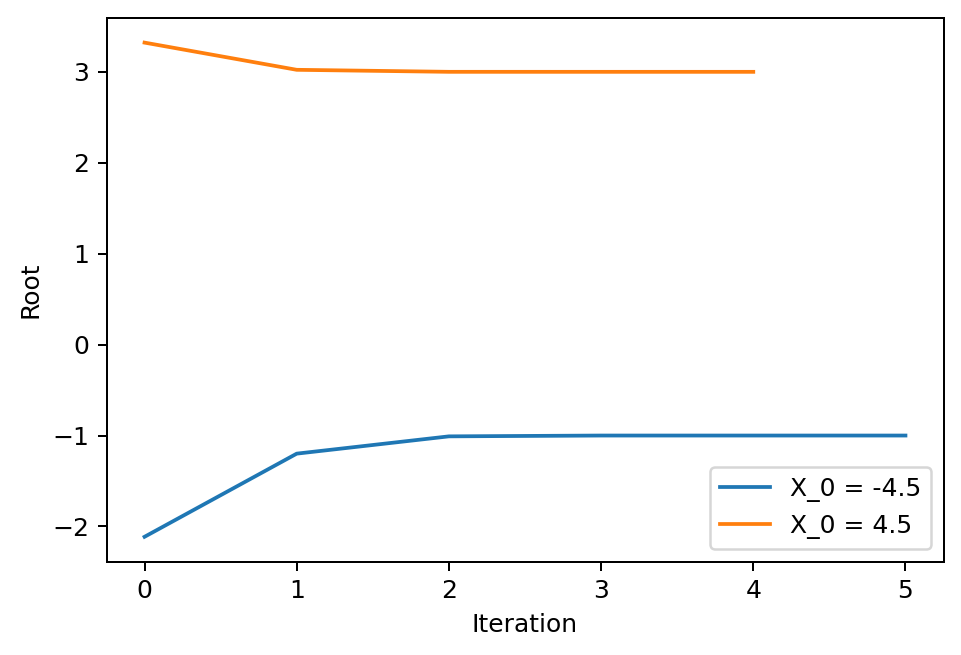 3
2
1
0
−1
−2
Root
0 1 2 3 4 5
Iteration
X_0 = -4.5
X_0 = 4.5